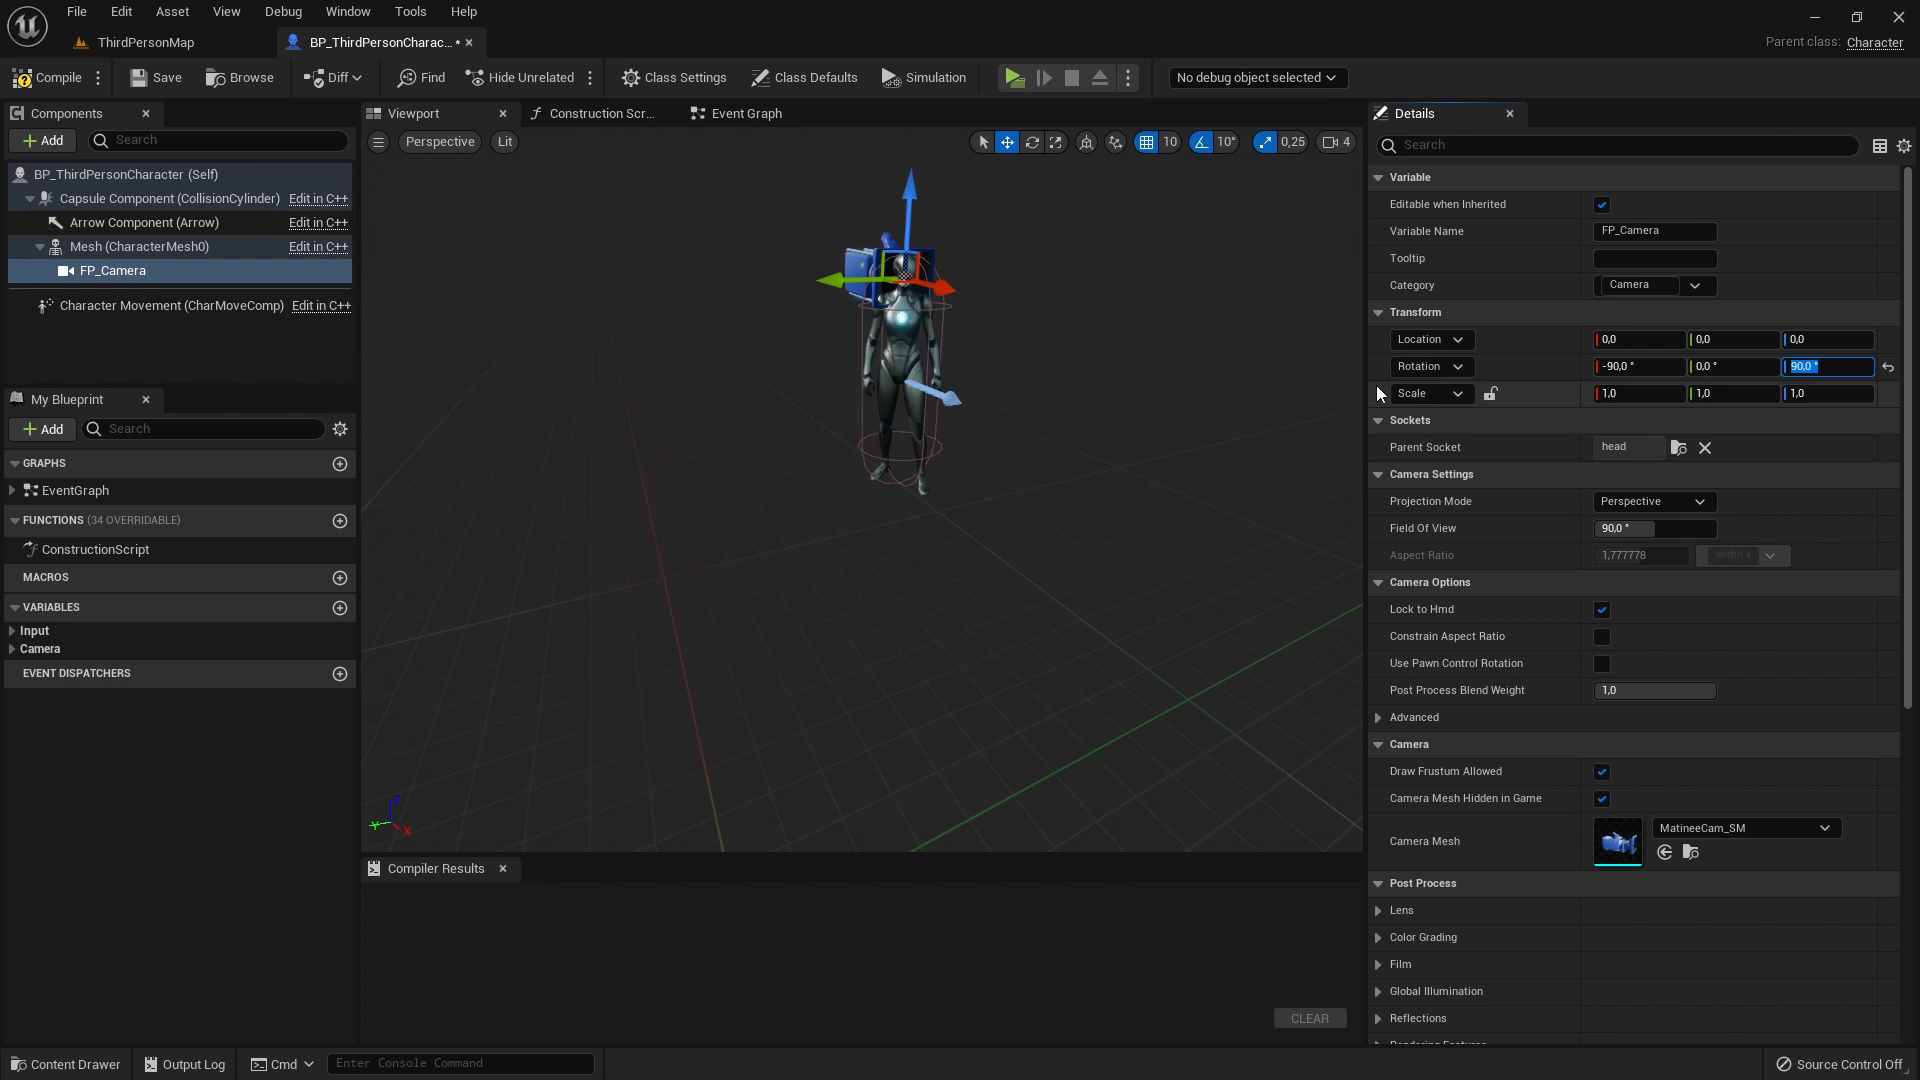 File Edit Asset View Debug Window Tools Help
ThirdPersonMap
BP_ThirdPersonCharac... *
Parent class: Character
Compile Save Browse Diff Find Hide Unrelated Class Settings Class Defaults Simulation No debug object selected
Components
Add Search
BP_ThirdPersonCharacter (Self)
Capsule Component (CollisionCylinder) Edit in C++
Arrow Component (Arrow) Edit in C++
Mesh (CharacterMesh0) Edit in C++
FP_Camera
Character Movement (CharMoveComp) Edit in C++
My Blueprint
Add Search
GRAPHS
EventGraph
FUNCTIONS (34 OVERRIDABLE)
ConstructionScript
MACROS
VARIABLES
Input
Camera
EVENT DISPATCHERS
Viewport Construction Scr... Event Graph
Perspective Lit 10 10° 0,25 4
Z
Y X
Compiler Results
CLEAR
Details
Search
Variable
Editable when Inherited
Variable Name FP_Camera
Tooltip
Category Camera
Transform
Location 0,0 0,0 0,0
Rotation -90,0 ° 0,0 ° 90,0 °
Scale 1,0 1,0 1,0
Sockets
Parent Socket head
Camera Settings
Projection Mode Perspective
Field Of View 90,0 °
Aspect Ratio 1,777778 width x
Camera Options
Lock to Hmd
Constrain Aspect Ratio
Use Pawn Control Rotation
Post Process Blend Weight 1,0
Advanced
Camera
Draw Frustum Allowed
Camera Mesh Hidden in Game
Camera Mesh MatineeCam_SM
Post Process
Lens
Color Grading
Film
Global Illumination
Reflections
Rendering Features
Content Drawer Output Log Cmd Enter Console Command Source Control Off